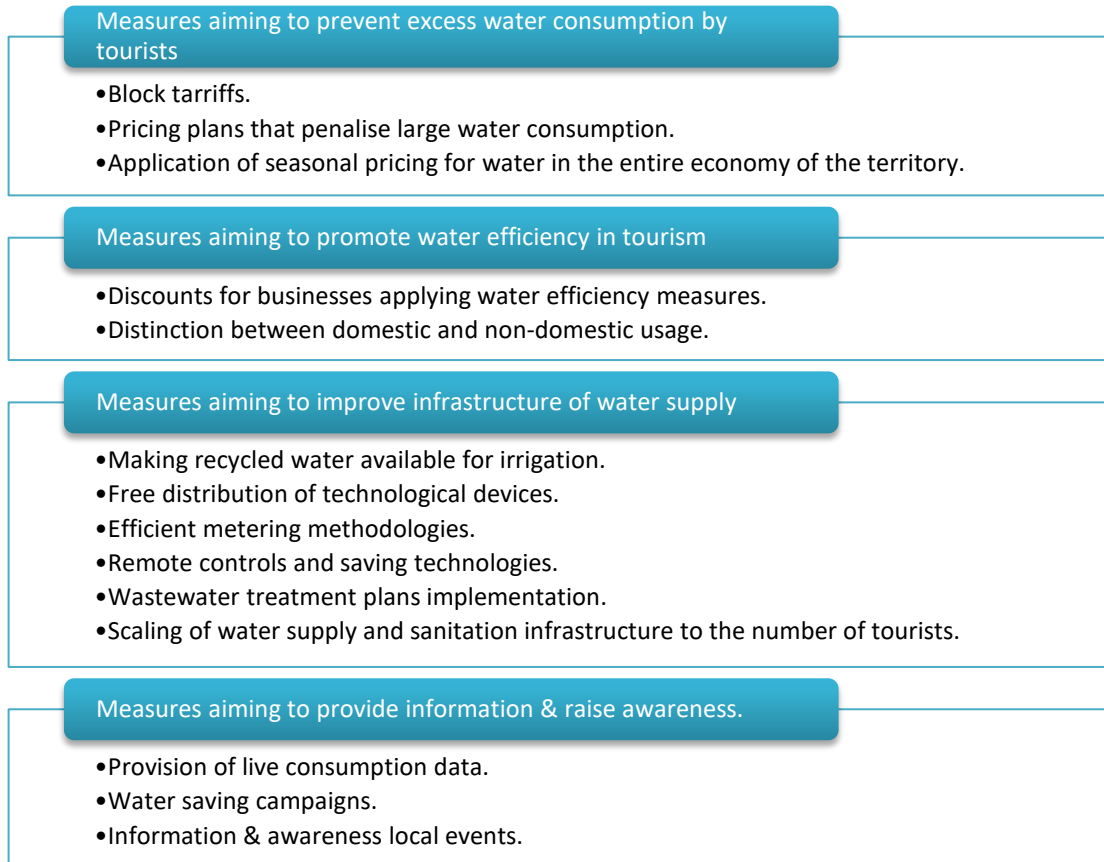 Measures aiming to prevent excess water consumption by
tourists
•Block tarriffs.
•Pricing plans that penalise large water consumption.
•Application of seasonal pricing for water in the entire economy of the territory.
Measures aiming to promote water efficiency in tourism
•Discounts for businesses applying water efficiency measures.
•Distinction between domestic and non-domestic usage.
Measures aiming to improve infrastructure of water supply
•Making recycled water available for irrigation.
•Free distribution of technological devices.
•Efficient metering methodologies.
•Remote controls and saving technologies.
•Wastewater treatment plans implementation.
•Scaling of water supply and sanitation infrastructure to the number of tourists.
Measures aiming to provide information & raise awareness.
•Provision of live consumption data.
•Water saving campaigns.
•Information & awareness local events.